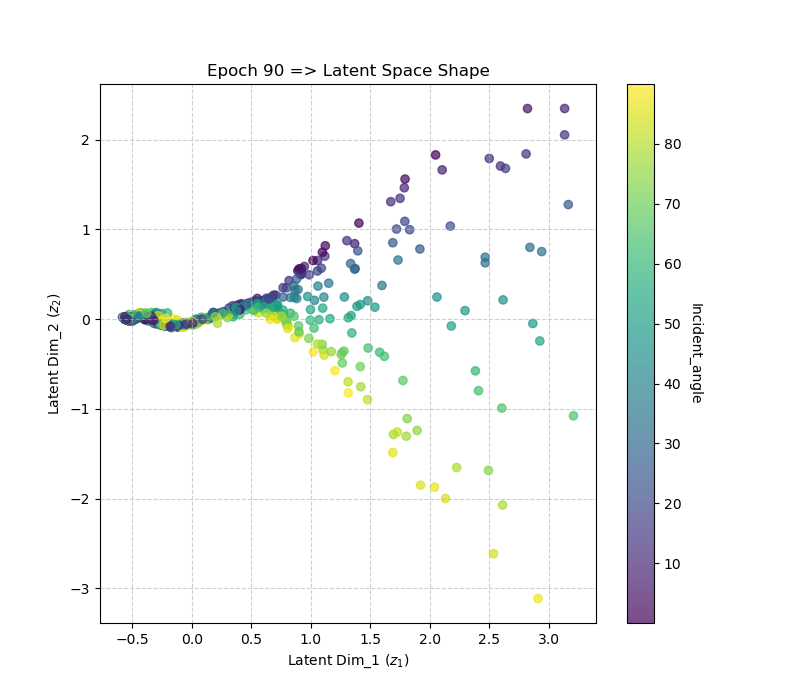 Epoch 90 => Latent Space Shape
2
1
0
−1
−2
−3
−0.5 0.0 0.5 1.0 1.5 2.0 2.5 3.0
Latent Dim_1 (z₁)
Latent Dim_2 (z₂)
80
70
60
50
40
30
20
10
Incident_angle